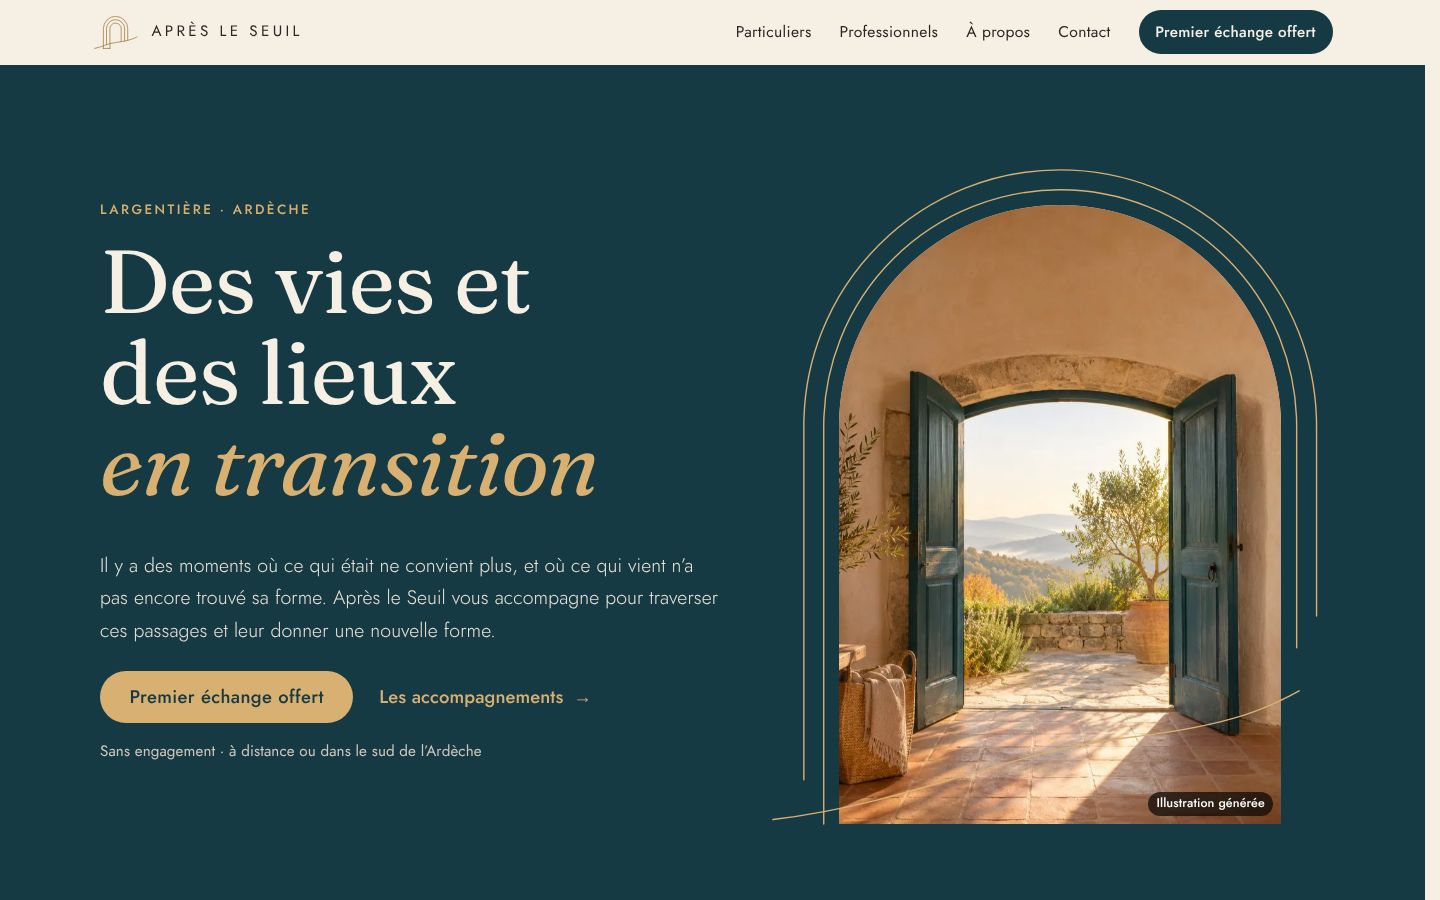 APRÈS LE SEUIL
Particuliers
Professionnels
À propos
Contact
Premier échange offert
LARGENTIÈRE · ARDÈCHE
Des vies et
des lieux
en transition
Il y a des moments où ce qui était ne convient plus, et où ce qui vient n’a
pas encore trouvé sa forme. Après le Seuil vous accompagne pour traverser
ces passages et leur donner une nouvelle forme.
Premier échange offert
Les accompagnements →
Sans engagement · à distance ou dans le sud de l’Ardèche
Illustration générée